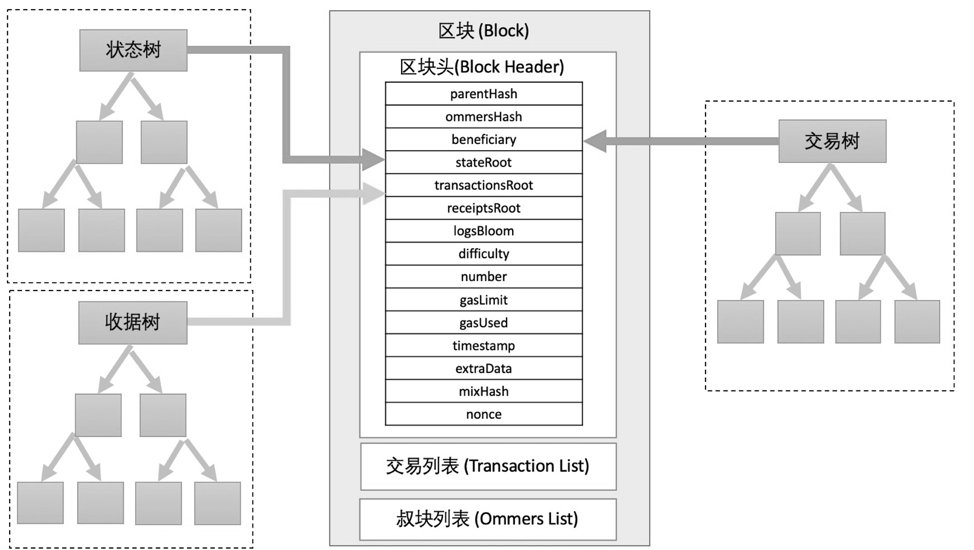 状态树
收据树
区块 (Block)
区块头(Block Header)
parentHash
ommersHash
beneficiary
stateRoot
transactionsRoot
receiptsRoot
logsBloom
difficulty
number
gasLimit
gasUsed
timestamp
extraData
mixHash
nonce
交易列表 (Transaction List)
叔块列表 (Ommers List)
交易树